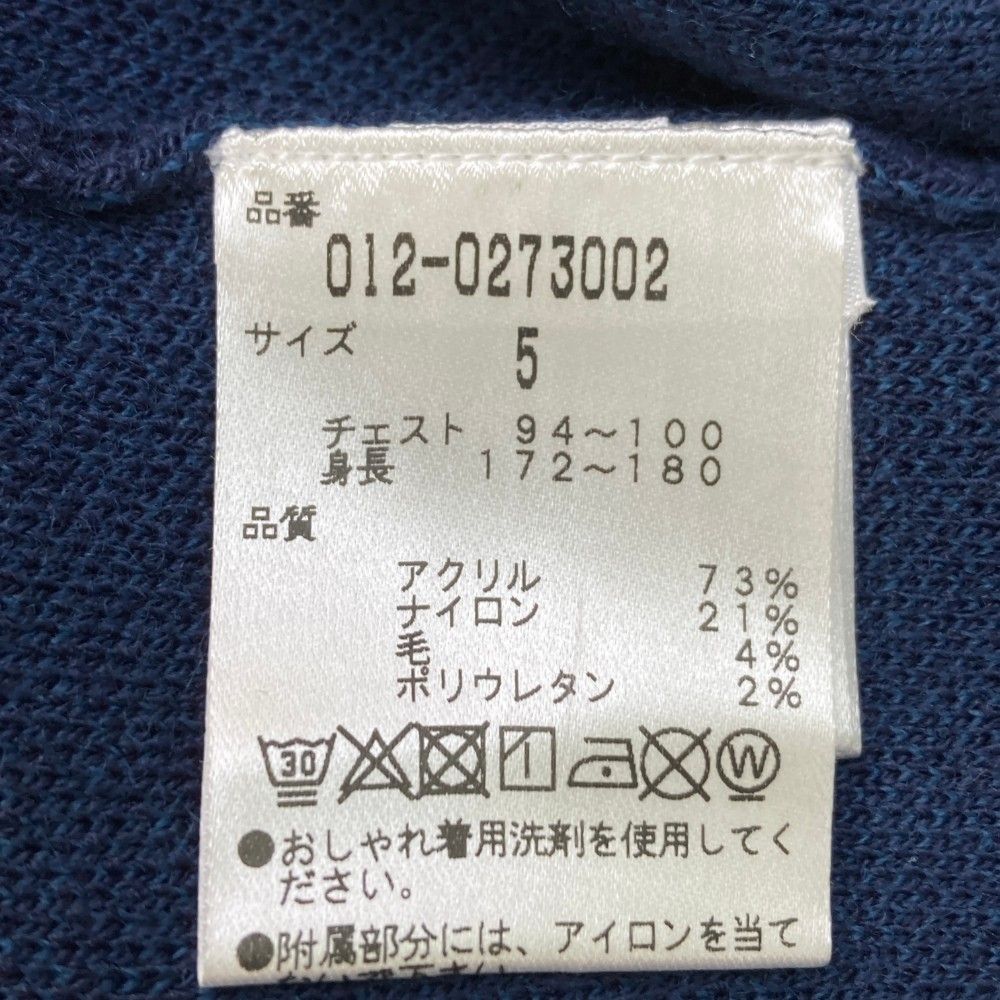 品番
012-0273002
サイズ 5
チェスト 94～100
身長 172～180
品質
アクリル 73%
ナイロン 21%
毛 4%
ポリウレタン 2%
30 W
●おしゃれ着用洗剤を使用してく
ださい。
●附属部分には、アイロンを当て